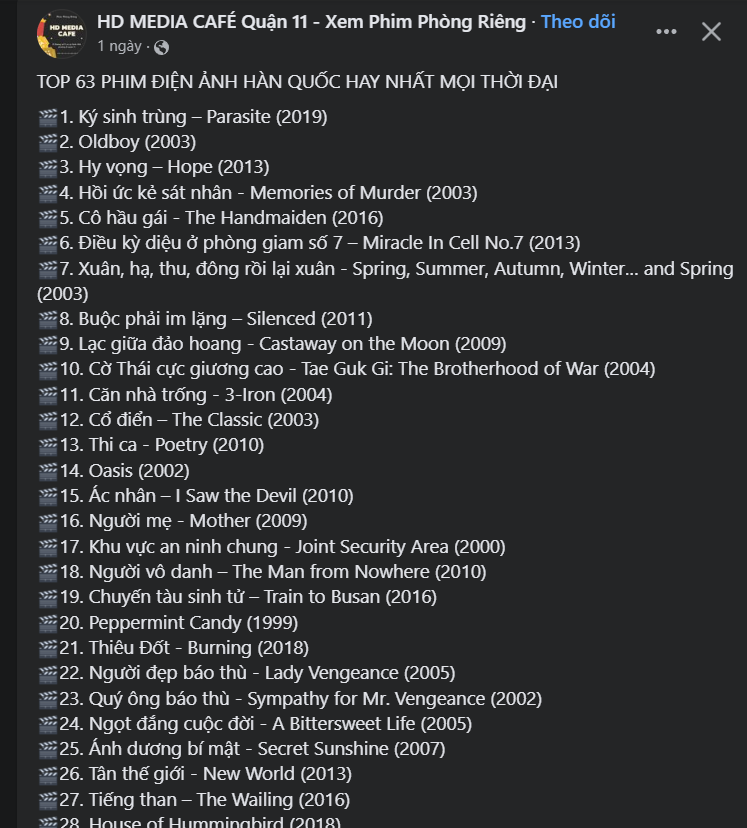 HD MEDIA CAFÉ Quận 11 - Xem Phim Phòng Riêng · Theo dõi
HD MEDIA
CAFE
1 ngày ·
TOP 63 PHIM ĐIỆN ẢNH HÀN QUỐC HAY NHẤT MỌI THỜI ĐẠI
🎬1. Ký sinh trùng – Parasite (2019)
🎬2. Oldboy (2003)
🎬3. Hy vọng – Hope (2013)
🎬4. Hồi ức kẻ sát nhân - Memories of Murder (2003)
🎬5. Cô hầu gái - The Handmaiden (2016)
🎬6. Điều kỳ diệu ở phòng giam số 7 – Miracle In Cell No.7 (2013)
🎬7. Xuân, hạ, thu, đông rồi lại xuân - Spring, Summer, Autumn, Winter... and Spring
(2003)
🎬8. Buộc phải im lặng – Silenced (2011)
🎬9. Lạc giữa đảo hoang - Castaway on the Moon (2009)
🎬10. Cờ Thái cực giương cao - Tae Guk Gi: The Brotherhood of War (2004)
🎬11. Căn nhà trống - 3-Iron (2004)
🎬12. Cổ điển – The Classic (2003)
🎬13. Thi ca - Poetry (2010)
🎬14. Oasis (2002)
🎬15. Ác nhân – I Saw the Devil (2010)
🎬16. Người mẹ - Mother (2009)
🎬17. Khu vực an ninh chung - Joint Security Area (2000)
🎬18. Người vô danh – The Man from Nowhere (2010)
🎬19. Chuyến tàu sinh tử – Train to Busan (2016)
🎬20. Peppermint Candy (1999)
🎬21. Thiêu Đốt - Burning (2018)
🎬22. Người đẹp báo thù - Lady Vengeance (2005)
🎬23. Quý ông báo thù - Sympathy for Mr. Vengeance (2002)
🎬24. Ngọt đắng cuộc đời - A Bittersweet Life (2005)
🎬25. Ánh dương bí mật - Secret Sunshine (2007)
🎬26. Tân thế giới - New World (2013)
🎬27. Tiếng than – The Wailing (2016)
🎬28. House of Hummingbird (2018)